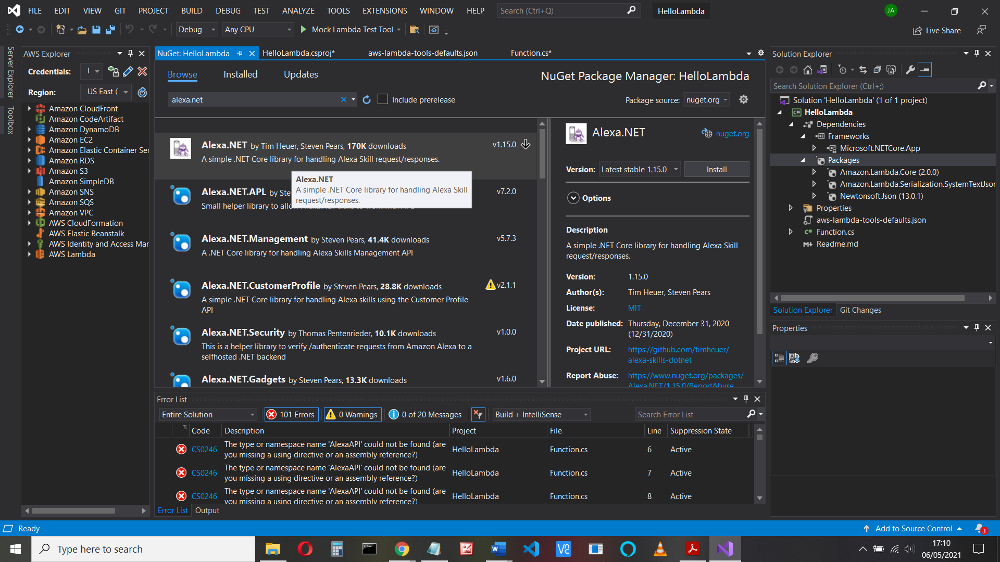 FILE EDIT VIEW GIT PROJECT BUILD DEBUG TEST ANALYZE TOOLS EXTENSIONS WINDOW HELP Search (Ctrl+Q) HelloLambda JA
Debug Any CPU Mock Lambda Test Tool Live Share
Server Explorer
Toolbox
AWS Explorer
Credentials:
Region: US East (
Amazon CloudFront
Amazon CodeArtifact
Amazon DynamoDB
Amazon EC2
Amazon Elastic Container Ser
Amazon RDS
Amazon S3
Amazon SimpleDB
Amazon SNS
Amazon SQS
Amazon VPC
AWS CloudFormation
AWS Elastic Beanstalk
AWS Identity and Access Mar
AWS Lambda
NuGet: HelloLambda HelloLambda.csproj* aws-lambda-tools-defaults.json Function.cs*
Browse Installed Updates NuGet Package Manager: HelloLambda
alexa.net Include prerelease Package source: nuget.org
Alexa.NET by Tim Heuer, Steven Pears, 170K downloads v1.15.0
A simple .NET Core library for handling Alexa Skill request/responses.
Alexa.NET
A simple .NET Core library for handling Alexa Skill
request/responses.
Alexa.NET.APL by Ste v7.2.0
Small helper library to allo
Alexa.NET.Management by Steven Pears, 41.4K downloads v5.7.3
A .NET Core library for handling Alexa Skills Management API
Alexa.NET.CustomerProfile by Steven Pears, 28.8K downloads v2.1.1
A simple .NET Core library for handling Alexa skills using the Customer Profile
API
Alexa.NET.Security by Thomas Pentenrieder, 10.1K downloads v1.0.0
This is a helper library to verify /authenticate requests from Amazon Alexa to a
selfhosted .NET backend
Alexa.NET.Gadgets by Steven Pears, 13.3K downloads v1.6.0
Alexa.NET nuget.org
Version: Latest stable 1.15.0 Install
Options
Description
A simple .NET Core library for handling Alexa Skill
request/responses.
Version: 1.15.0
Author(s): Tim Heuer, Steven Pears
License: MIT
Date published: Thursday, December 31, 2020
(12/31/2020)
Project URL: https://github.com/timheuer/
alexa-skills-dotnet
Report Abuse: https://www.nuget.org/packages/
Alexa.NET/1.15.0/ReportAbuse
Error List
Entire Solution 101 Errors 0 Warnings 0 of 20 Messages Build + IntelliSense Search Error List
Code Description Project File Line Suppression State
CS0246 The type or namespace name 'AlexaAPI' could not be found (are HelloLambda Function.cs 6 Active
you missing a using directive or an assembly reference?)
CS0246 The type or namespace name 'AlexaAPI' could not be found (are HelloLambda Function.cs 7 Active
you missing a using directive or an assembly reference?)
CS0246 The type or namespace name 'AlexaAPI' could not be found (are HelloLambda Function.cs 8 Active
you missing a using directive or an assembly reference?)
Error List Output
Solution Explorer
Search Solution Explorer (Ctrl+;)
Solution 'HelloLambda' (1 of 1 project)
HelloLambda
Dependencies
Frameworks
Microsoft.NETCore.App
Packages
Amazon.Lambda.Core (2.0.0)
Amazon.Lambda.Serialization.SystemTextJsor
NewtonsoftJson (13.0.1)
Properties
aws-lambda-tools-defaults.json
Function.cs
Readme.md
Solution Explorer Git Changes
Properties
Ready Add to Source Control 3
Type here to search 17:10
06/05/2021